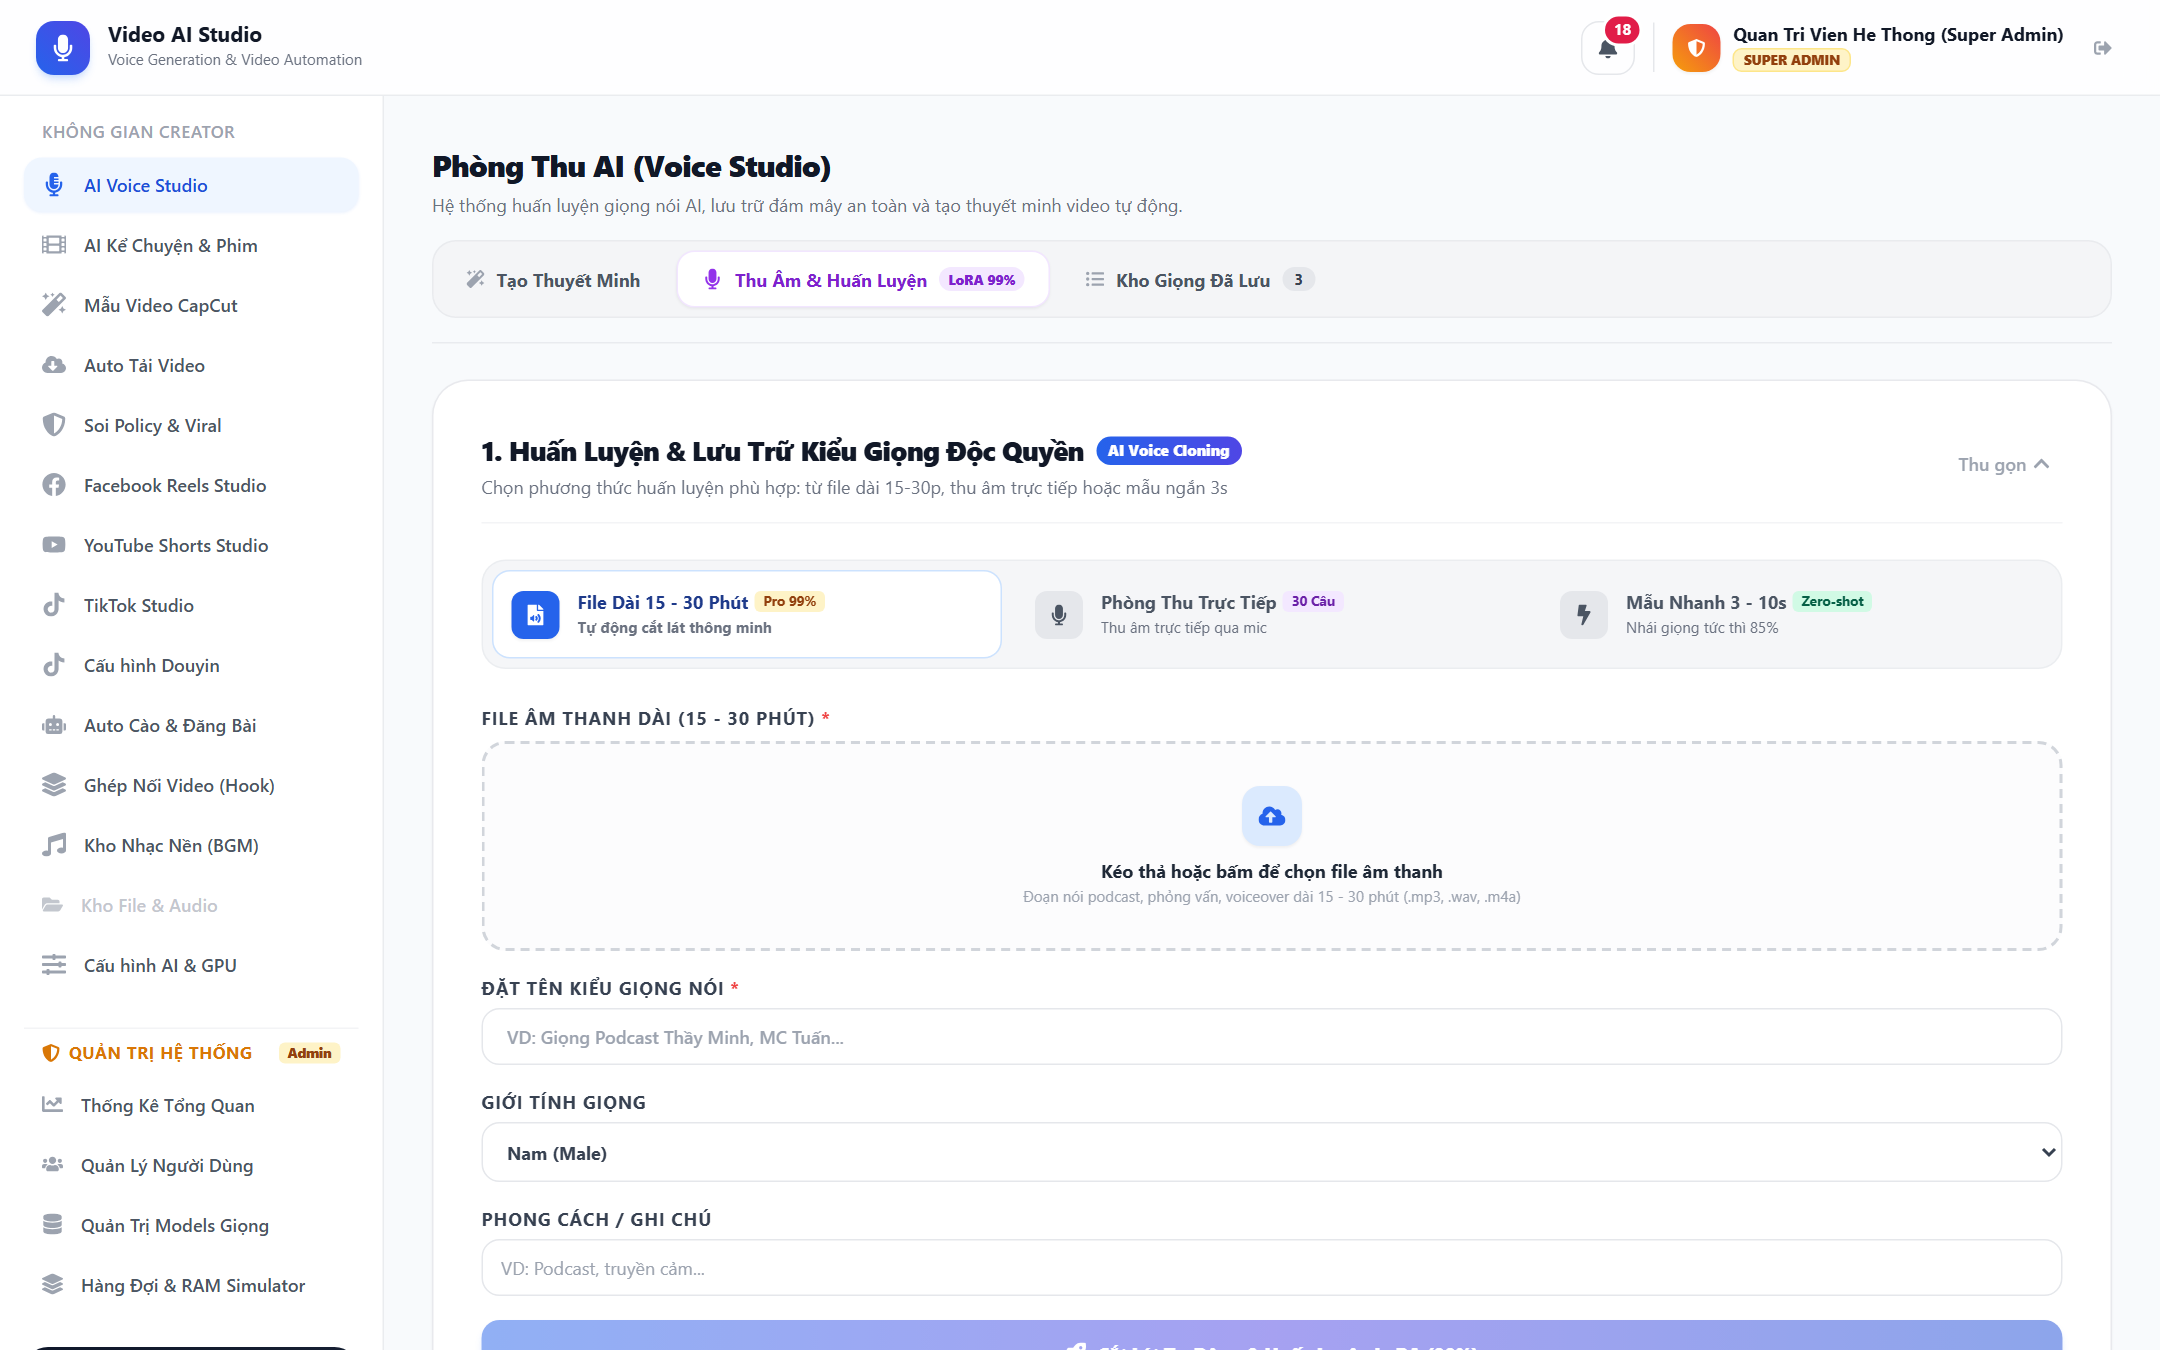 Video AI Studio
Voice Generation & Video Automation
18
Quan Tri Vien He Thong (Super Admin)
SUPER ADMIN
KHÔNG GIAN CREATOR
AI Voice Studio
AI Kể Chuyện & Phim
Mẫu Video CapCut
Auto Tải Video
Soi Policy & Viral
Facebook Reels Studio
YouTube Shorts Studio
TikTok Studio
Cấu hình Douyin
Auto Cào & Đăng Bài
Ghép Nối Video (Hook)
Kho Nhạc Nền (BGM)
Kho File & Audio
Cấu hình AI & GPU
QUẢN TRỊ HỆ THỐNG Admin
Thống Kê Tổng Quan
Quản Lý Người Dùng
Quản Trị Models Giọng
Hàng Đợi & RAM Simulator
Phòng Thu AI (Voice Studio)
Hệ thống huấn luyện giọng nói AI, lưu trữ đám mây an toàn và tạo thuyết minh video tự động.
Tạo Thuyết Minh
Thu Âm & Huấn Luyện LoRA 99%
Kho Giọng Đã Lưu 3
1. Huấn Luyện & Lưu Trữ Kiểu Giọng Độc Quyền AI Voice Cloning
Chọn phương thức huấn luyện phù hợp: từ file dài 15-30p, thu âm trực tiếp hoặc mẫu ngắn 3s
Thu gọn
File Dài 15 - 30 Phút Pro 99%
Tự động cắt lát thông minh
Phòng Thu Trực Tiếp 30 Câu
Thu âm trực tiếp qua mic
Mẫu Nhanh 3 - 10s Zero-shot
Nhái giọng tức thì 85%
FILE ÂM THANH DÀI (15 - 30 PHÚT) *
Kéo thả hoặc bấm để chọn file âm thanh
Đoạn nói podcast, phỏng vấn, voiceover dài 15 - 30 phút (.mp3, .wav, .m4a)
ĐẶT TÊN KIỂU GIỌNG NÓI *
VD: Giọng Podcast Thầy Minh, MC Tuấn...
GIỚI TÍNH GIỌNG
Nam (Male)
PHONG CÁCH / GHI CHÚ
VD: Podcast, truyền cảm...